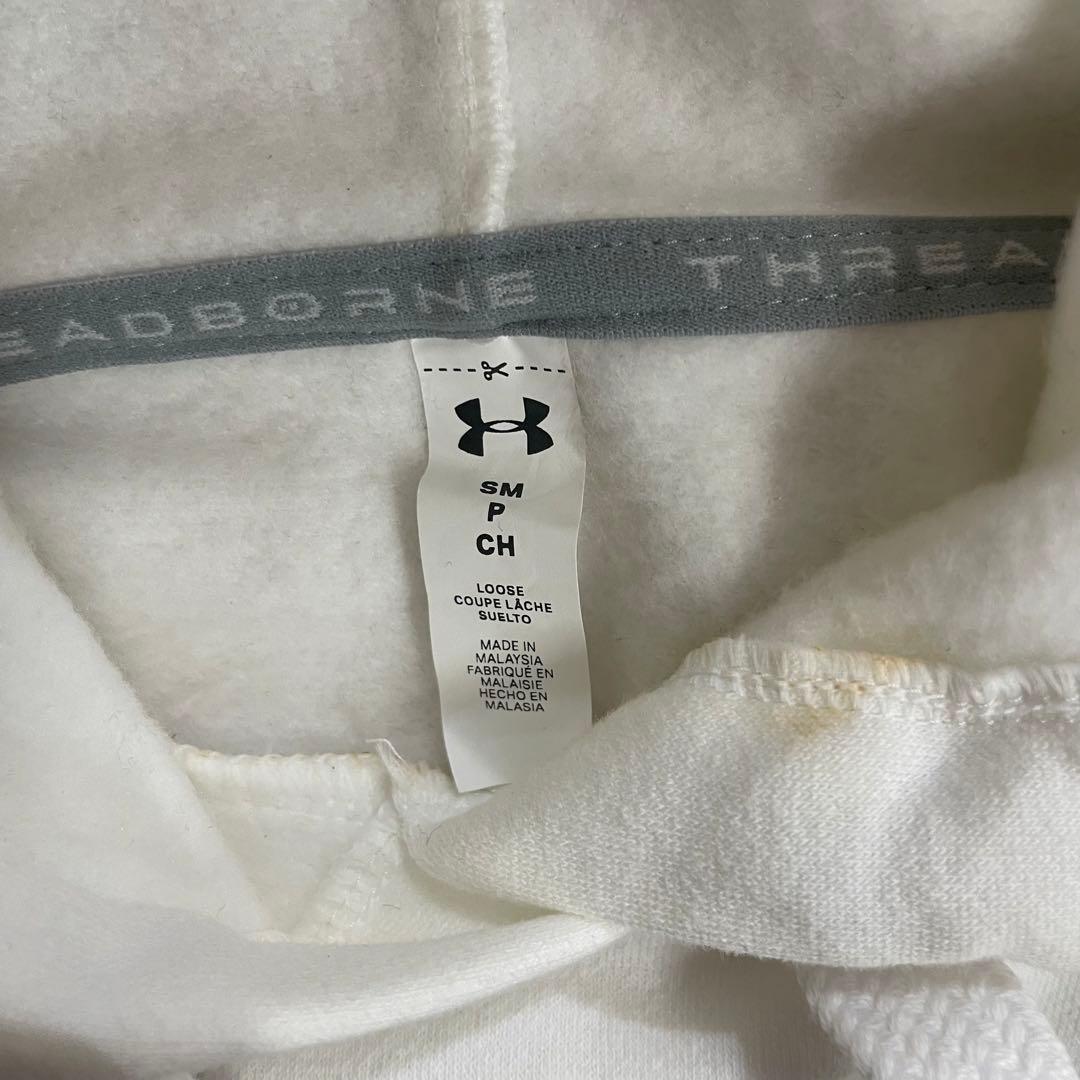 EADBORNE THREA
SM
P
CH
LOOSE
COUPE LÂCHE
SUELTO
MADE IN
MALAYSIA
FABRIQUÉ EN
MALAISIE
HECHO EN
MALASIA